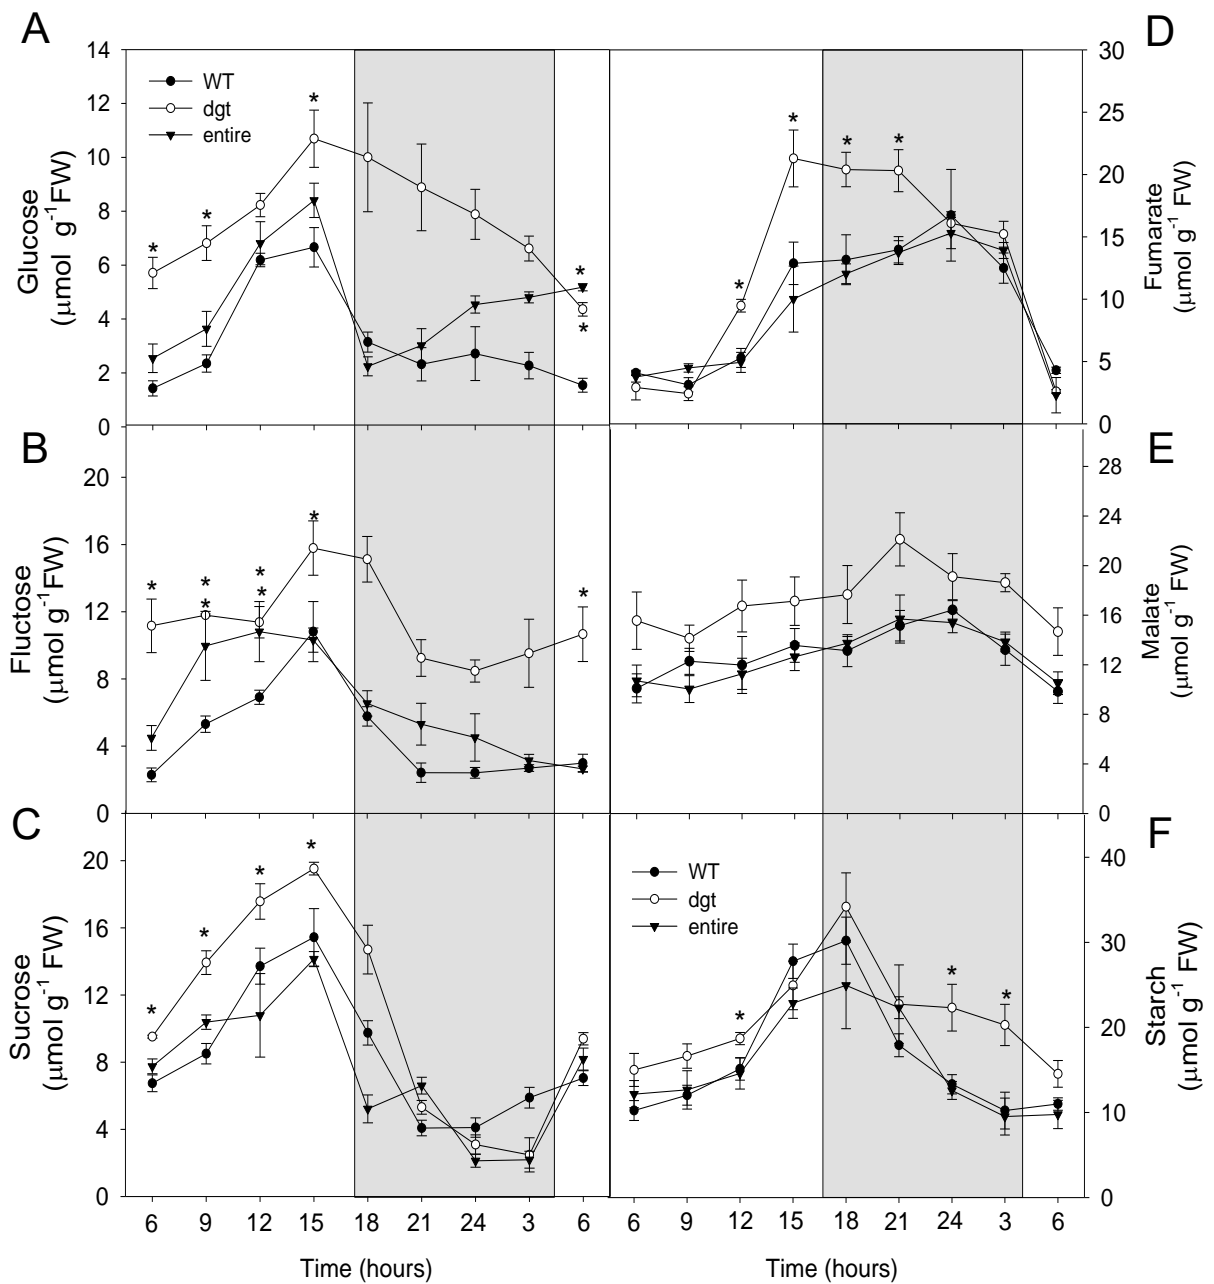 A
D
14
12
10
8
6
4
2
0
Glucose
(μmol g⁻¹FW)
WT
dgt
entire
*
*
*
*
*
*
*
*
*
30
25
20
15
10
5
0
Fumarate
(μmol g⁻¹ FW)
B
E
20
16
12
8
4
0
Fluctose
(μmol g⁻¹FW)
*
*
*
*
*
*
*
28
24
20
16
12
8
4
0
Malate
(μmol g⁻¹ FW)
C
F
20
16
12
8
4
0
Sucrose
(μmol g⁻¹ FW)
*
*
*
*
WT
dgt
entire
*
*
*
40
30
20
10
0
Starch
(μmol g⁻¹ FW)
6 9 12 15 18 21 24 3 6
6 9 12 15 18 21 24 3 6
Time (hours)
Time (hours)